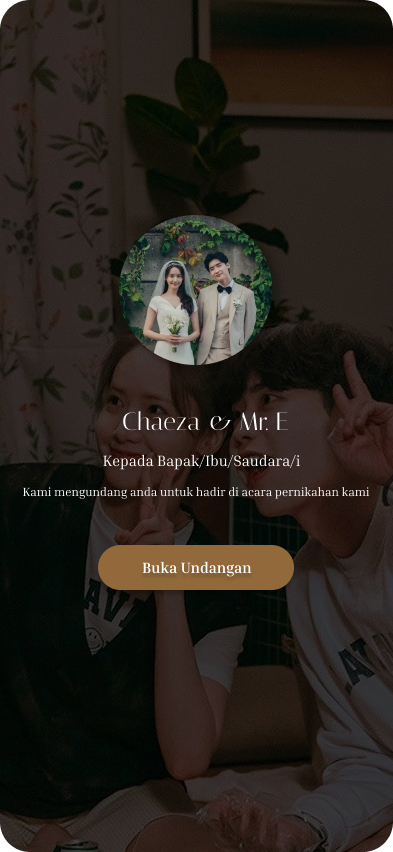 Chaeza & Mr. E
Kepada Bapak/Ibu/Saudara/i
Kami mengundang anda untuk hadir di acara pernikahan kami
Buka Undangan